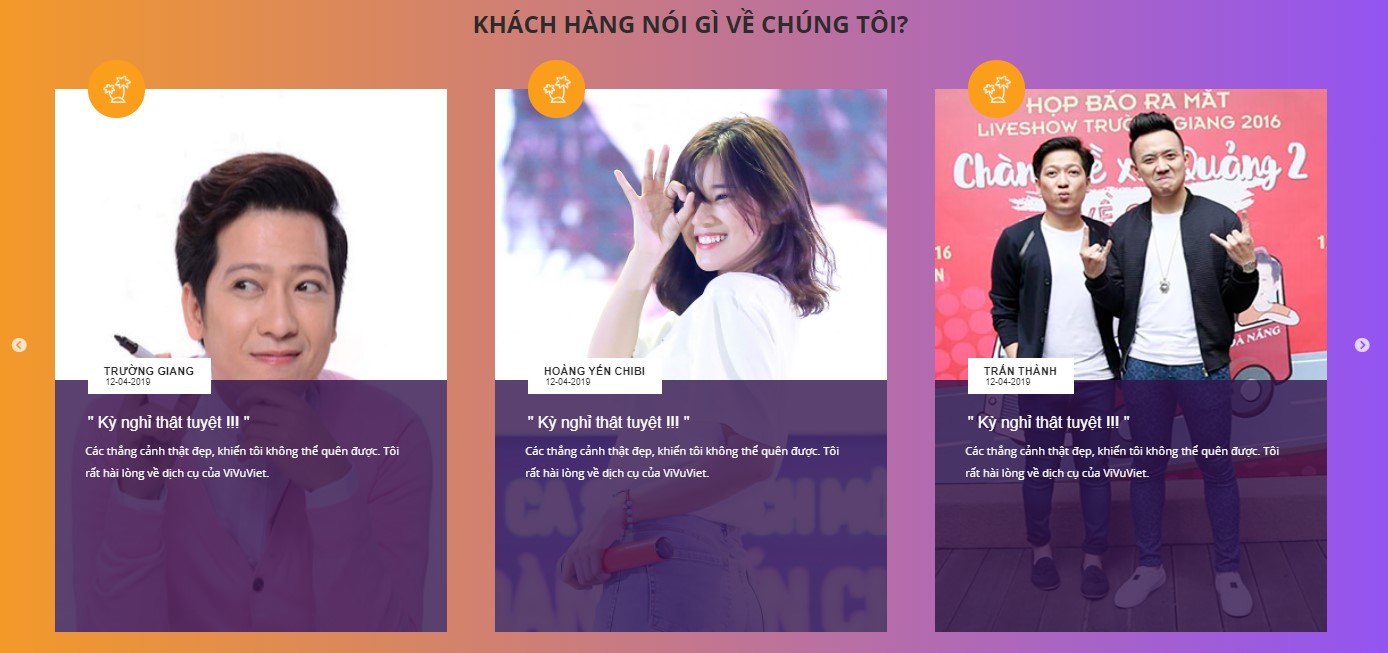 KHÁCH HÀNG NÓI GÌ VỀ CHÚNG TÔI?
TRƯỜNG GIANG
12-04-2019
" Kỳ nghỉ thật tuyệt !!! "
Các thắng cảnh thật đẹp, khiến tôi không thể quên được. Tôi
rất hài lòng về dịch cụ của ViVuViet.
HOÀNG YẾN CHIBI
12-04-2019
" Kỳ nghỉ thật tuyệt !!! "
Các thắng cảnh thật đẹp, khiến tôi không thể quên được. Tôi
rất hài lòng về dịch cụ của ViVuViet.
HỌP BÁO RA MẮT
LIVESHOW TRƯỜNG GIANG 2016
Quảng 2
TRẤN THÀNH
12-04-2019
" Kỳ nghỉ thật tuyệt !!! "
Các thắng cảnh thật đẹp, khiến tôi không thể quên được. Tôi
rất hài lòng về dịch cụ của ViVuViet.